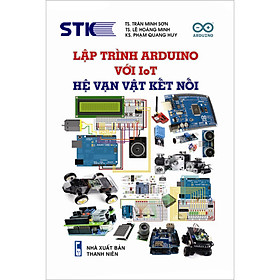 STK
TS. TRẦN MINH SƠN
TS. LÊ HOÀNG MINH
KS. PHẠM QUANG HUY
ARDUINO
LẬP TRÌNH ARDUINO
VỚI IoT
HỆ VẠN VẬT KẾT NỐI
NHÀ XUẤT BẢN
THANH NIÊN